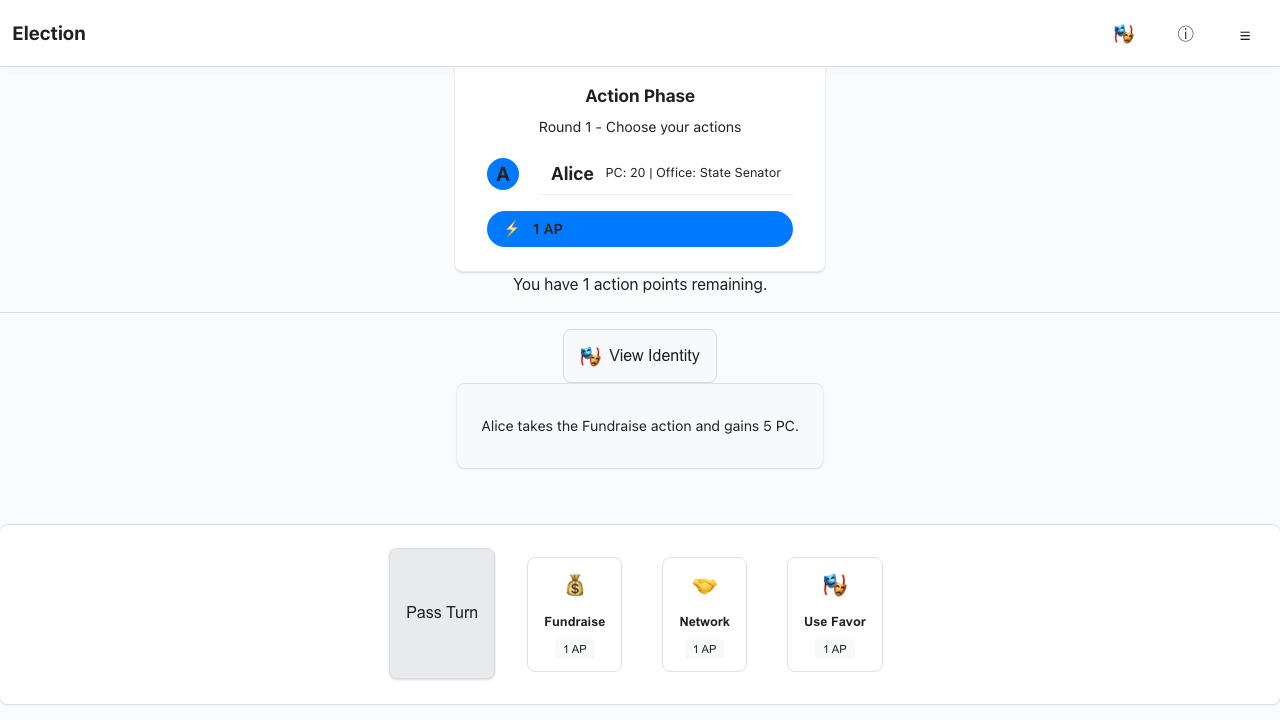 Election
ⓘ
≡
Action Phase
Round 1 - Choose your actions
A
Alice
PC: 20 | Office: State Senator
⚡ 1 AP
You have 1 action points remaining.
🎭 View Identity
Alice takes the Fundraise action and gains 5 PC.
Pass Turn
Fundraise
1 AP
Network
1 AP
Use Favor
1 AP